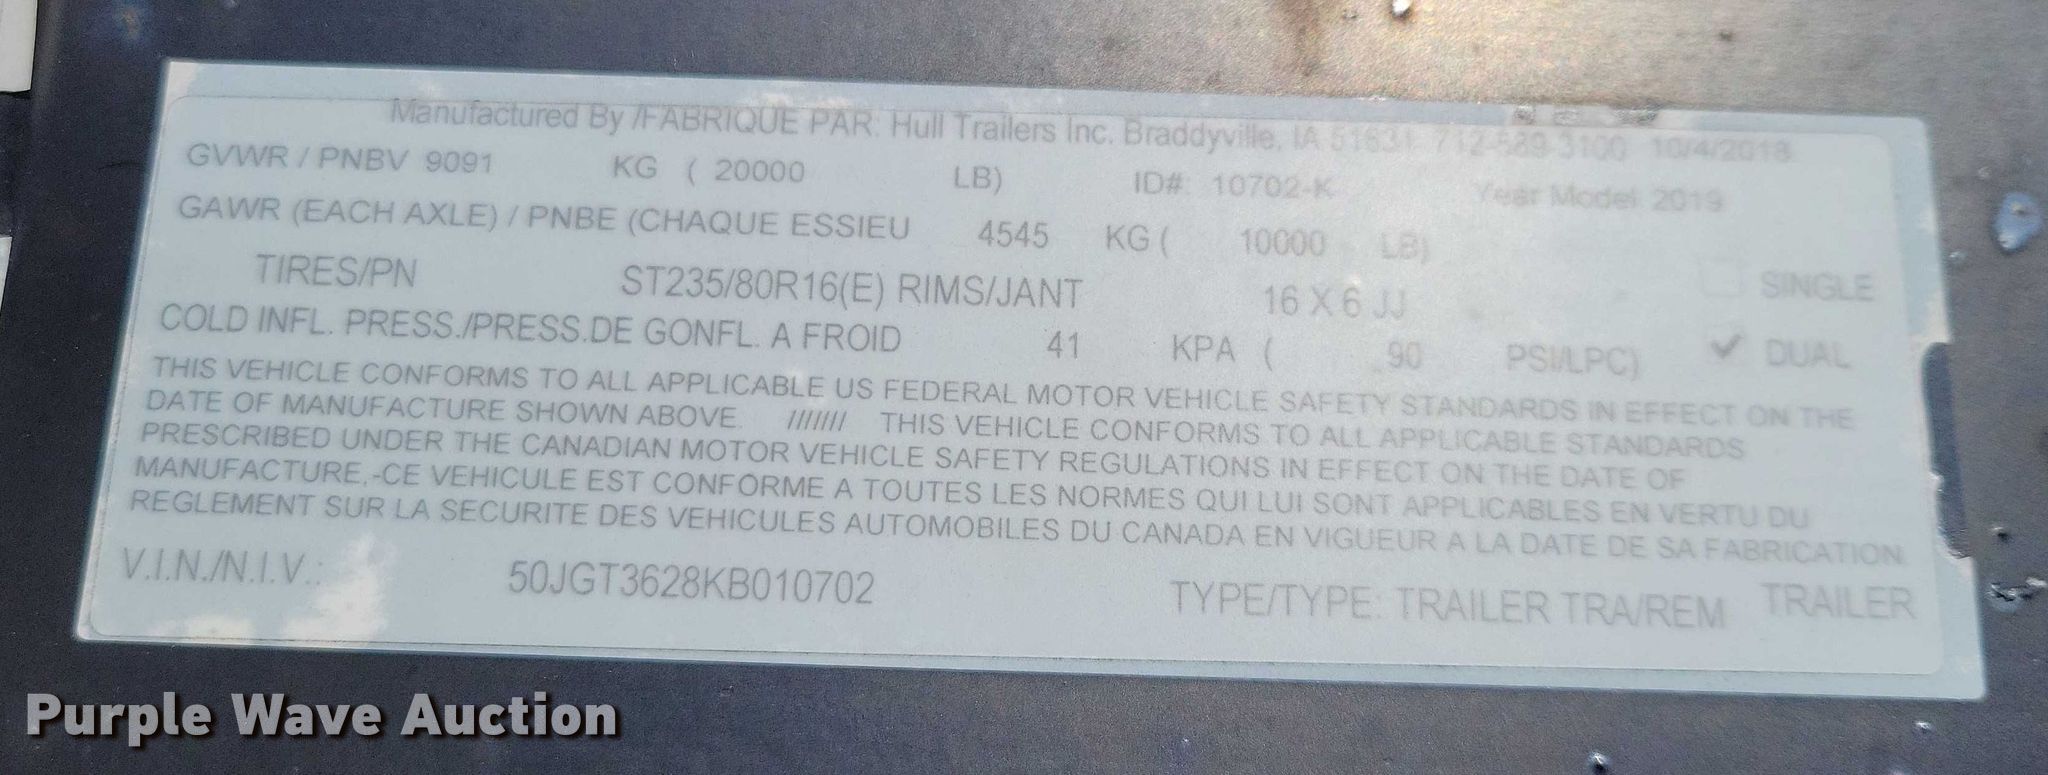 Manufactured By /FABRIQUE PAR: Hull Trailers Inc. Braddyville, IA 51631 712-589-3100 10/4/2018
GVWR / PNBV 9091 KG ( 20000 LB) ID#: 10702-K Year Model: 2019
GAWR (EACH AXLE) / PNBE (CHAQUE ESSIEU 4545 KG ( 10000 LB)
TIRES/PN ST235/80R16(E) RIMS/JANT 16 X 6 JJ SINGLE
COLD INFL. PRESS./PRESS.DE GONFL. A FROID 41 KPA ( 90 PSI/LPC) ✓ DUAL
THIS VEHICLE CONFORMS TO ALL APPLICABLE US FEDERAL MOTOR VEHICLE SAFETY STANDARDS IN EFFECT ON THE
DATE OF MANUFACTURE SHOWN ABOVE. /////// THIS VEHICLE CONFORMS TO ALL APPLICABLE STANDARDS
PRESCRIBED UNDER THE CANADIAN MOTOR VEHICLE SAFETY REGULATIONS IN EFFECT ON THE DATE OF
MANUFACTURE.-CE VEHICULE EST CONFORME A TOUTES LES NORMES QUI LUI SONT APPLICABLES EN VERTU DU
REGLEMENT SUR LA SECURITE DES VEHICULES AUTOMOBILES DU CANADA EN VIGUEUR A LA DATE DE SA FABRICATION.
V.I.N./N.I.V.: 50JGT3628KB010702 TYPE/TYPE: TRAILER TRA/REM TRAILER
Purple Wave Auction